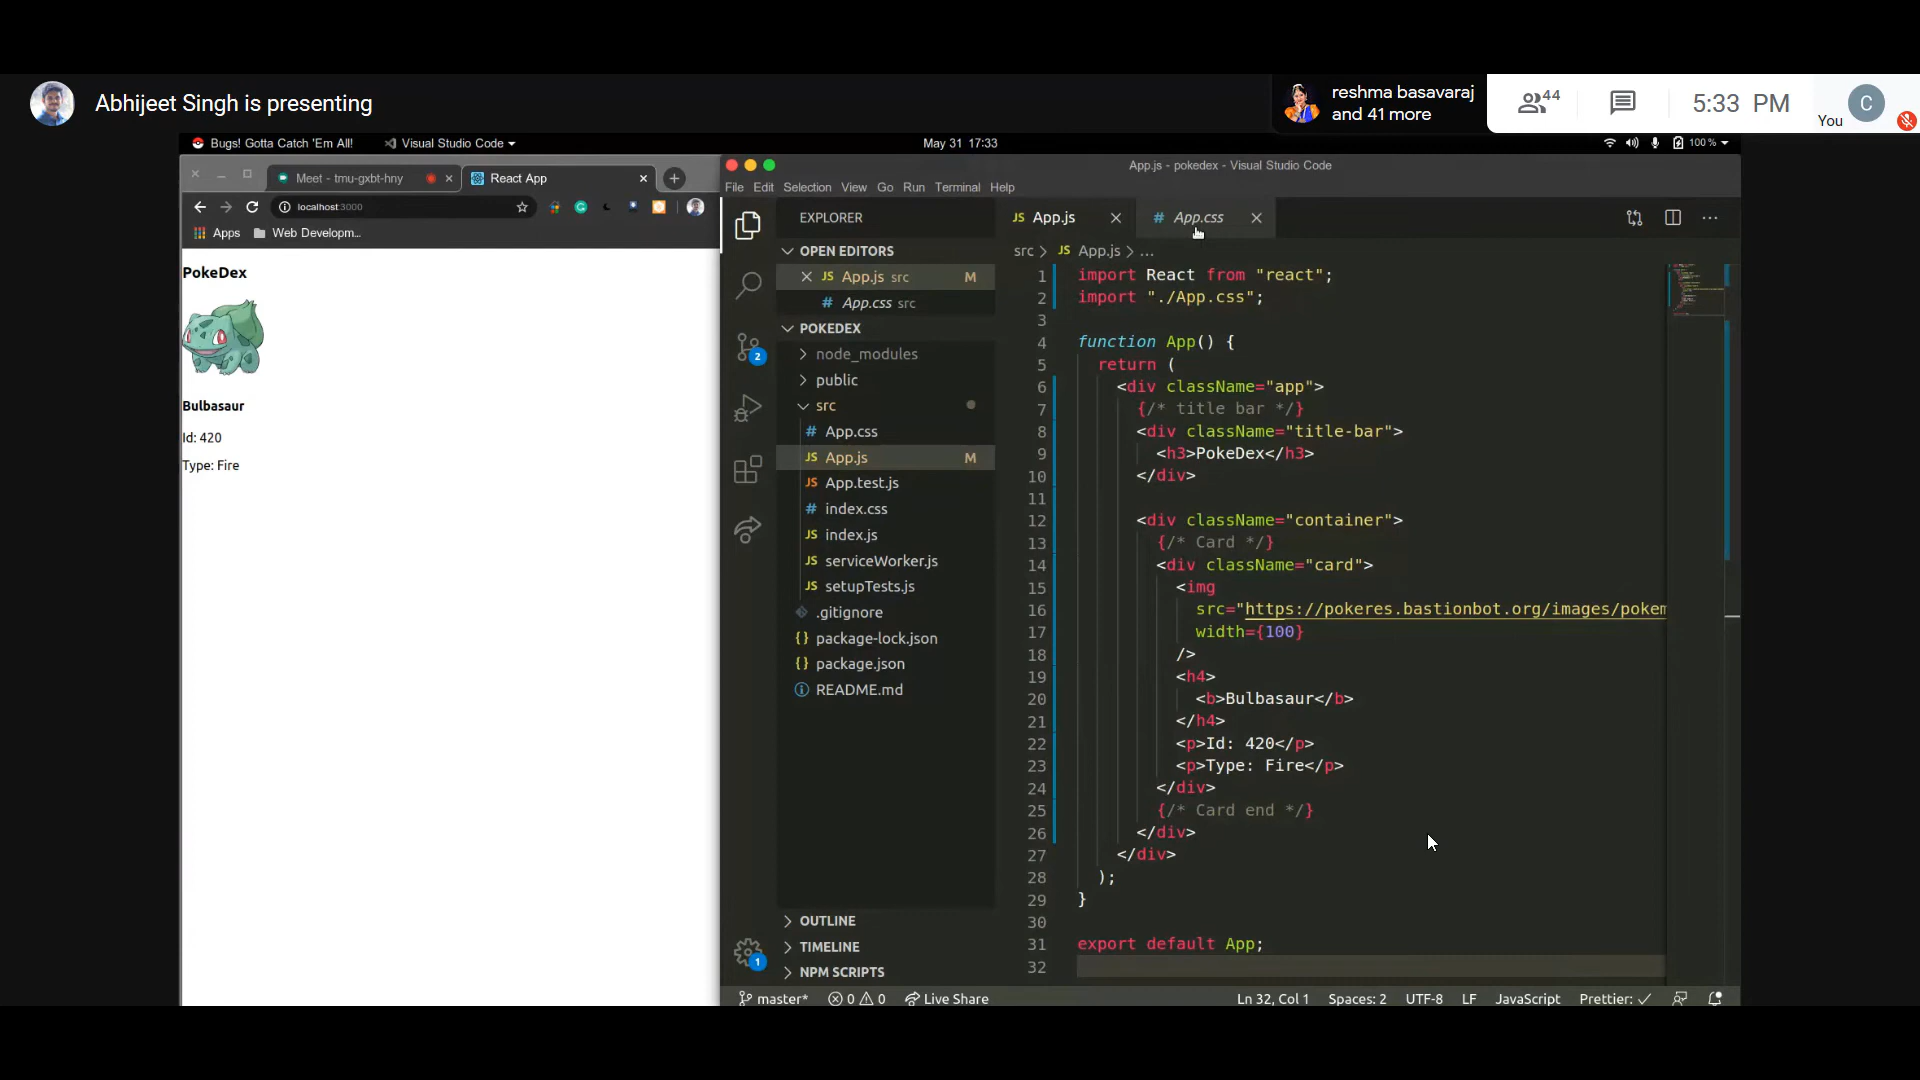 Abhijeet Singh is presenting
reshma basavaraj
and 41 more
44
5:33 PM
You
C
Bugs! Gotta Catch 'Em All!
Visual Studio Code
May 31 17:33
100 %
Meet - tmu-gxbt-hny
React App
localhost:3000
Apps
Web Developm…
PokeDex
Bulbasaur
Id: 420
Type: Fire
App.js - pokedex - Visual Studio Code
File Edit Selection View Go Run Terminal Help
EXPLORER
OPEN EDITORS
JS App.js src M
# App.css src
POKEDEX
node_modules
public
src
# App.css
JS App.js M
JS App.test.js
# index.css
JS index.js
JS serviceWorker.js
JS setupTests.js
.gitignore
{} package-lock.json
{} package.json
README.md
OUTLINE
TIMELINE
NPM SCRIPTS
2
1
JS App.js
# App.css
src > JS App.js > ...
1 import React from "react";
2 import "./App.css";
3
4 function App() {
5 return (
6 <div className="app">
7 {/* title bar */}
8 <div className="title-bar">
9 <h3>PokeDex</h3>
10 </div>
11
12 <div className="container">
13 {/* Card */}
14 <div className="card">
15 <img
16 src="https://pokeres.bastionbot.org/images/pokem
17 width={100}
18 />
19 <h4>
20 <b>Bulbasaur</b>
21 </h4>
22 <p>Id: 420</p>
23 <p>Type: Fire</p>
24 </div>
25 {/* Card end */}
26 </div>
27 </div>
28 );
29 }
30
31 export default App;
32
master* 0 0 Live Share
Ln 32, Col 1 Spaces: 2 UTF-8 LF JavaScript Prettier: ✓